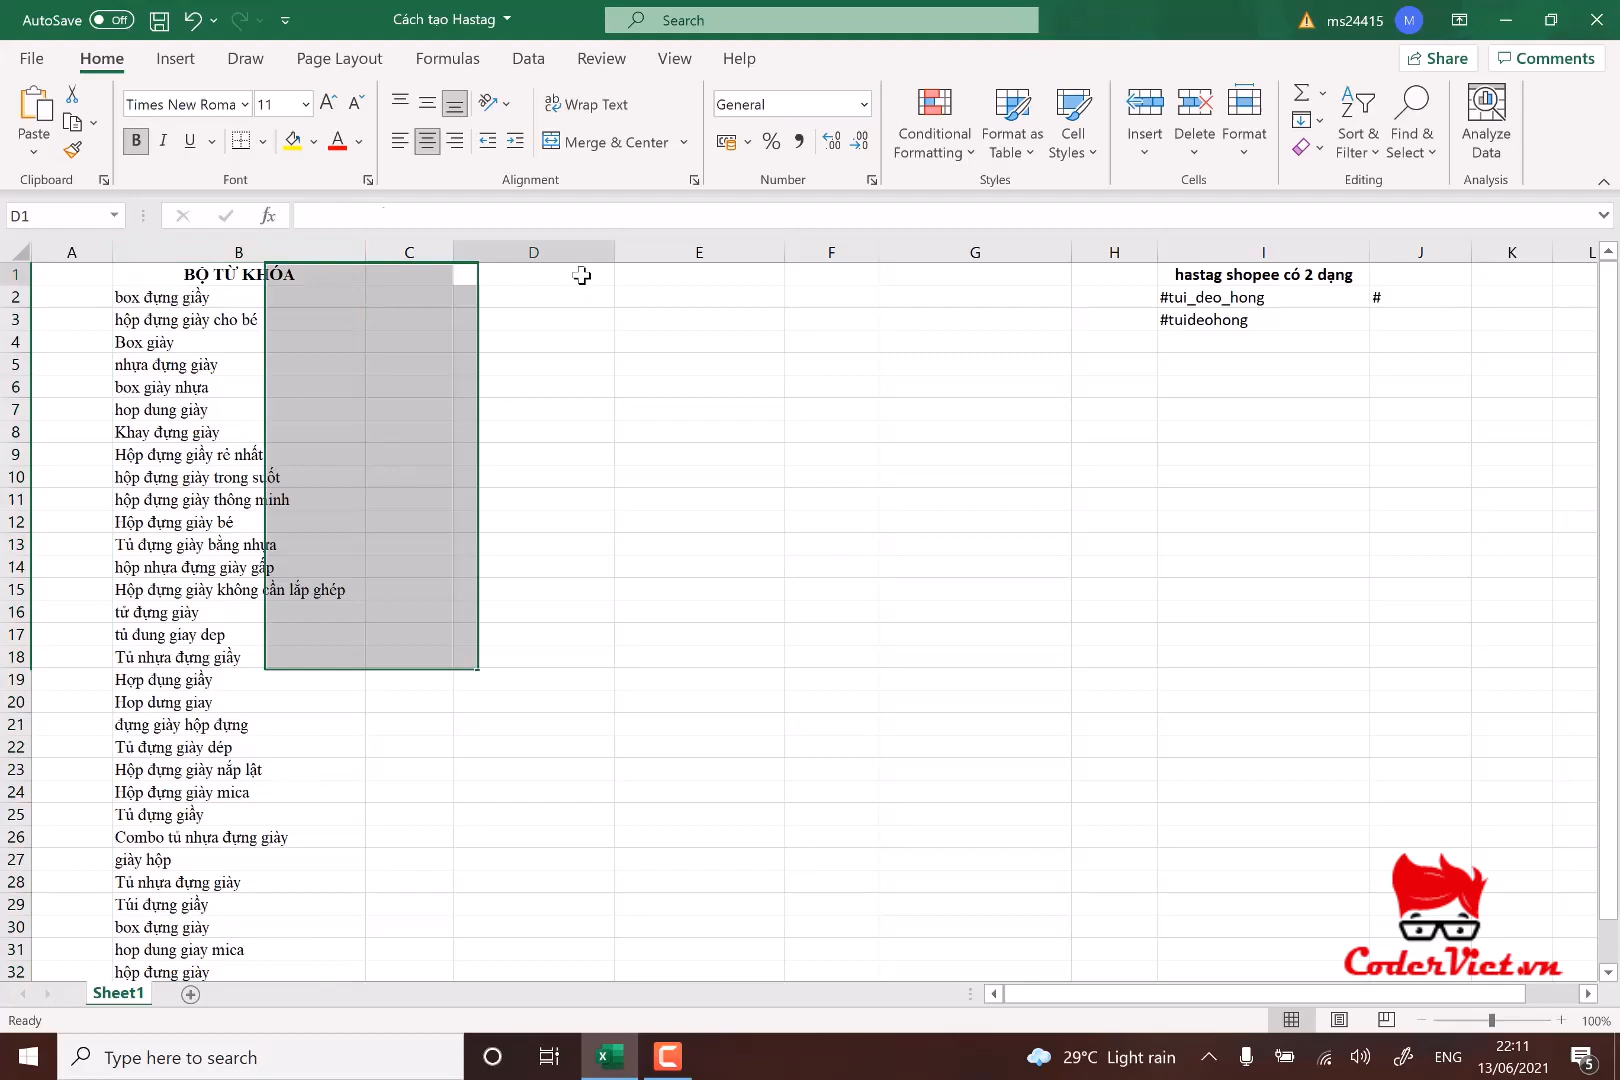 AutoSave Off Cách tạo Hastag Search ms24415 M
File Home Insert Draw Page Layout Formulas Data Review View Help Share Comments
Times New Roma 11 ab Wrap Text General
Paste B I U A Merge & Center % Conditional Formatting Format as Table Cell Styles Insert Delete Format Sort & Filter Find & Select Analyze Data
Clipboard Font Alignment Number Styles Cells Editing Analysis
D1 fx
A B C D E F G H I J K L
1 BỘ TỪ KHÓA hastag shopee có 2 dạng
2 box đựng giầy #tui_deo_hong #
3 hộp đựng giày cho bé #tuideohong
4 Box giày
5 nhựa đựng giày
6 box giày nhựa
7 hop dung giày
8 Khay đựng giày
9 Hộp đựng giầy rẻ nhất
10 hộp đựng giày trong suốt
11 hộp đựng giày thông minh
12 Hộp đựng giày bé
13 Tủ đựng giày bằng nhựa
14 hộp nhựa đựng giày gấp
15 Hộp đựng giày không cần lắp ghép
16 tử đựng giày
17 tủ đung giay dep
18 Tủ nhựa đựng giầy
19 Hợp đụng giầy
20 Hop dưng giay
21 đựng giày hộp đựng
22 Tủ đựng giày dép
23 Hộp đựng giày nắp lật
24 Hộp đựng giày mica
25 Tủ đựng giầy
26 Combo tủ nhựa đựng giày
27 giày hộp
28 Tủ nhựa đựng giày
29 Túi đựng giầy
30 box đựng giày
31 hop dung giay mica
32 hộp đưng giày
CoderViet.vn
Sheet1
Ready 100%
Type here to search 29°C Light rain ENG 22:11 5
13/06/2021